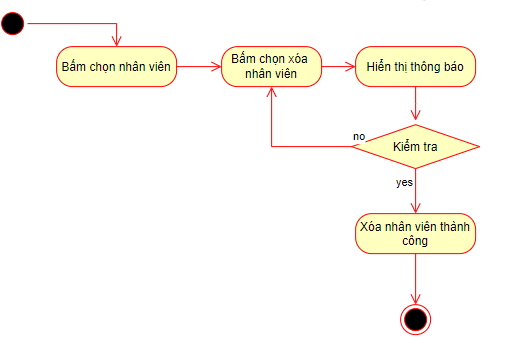 Bấm chọn nhân viên
Bấm chọn xóa
nhân viên
Hiển thị thông báo
no
Kiểm tra
yes
Xóa nhân viên thành
công